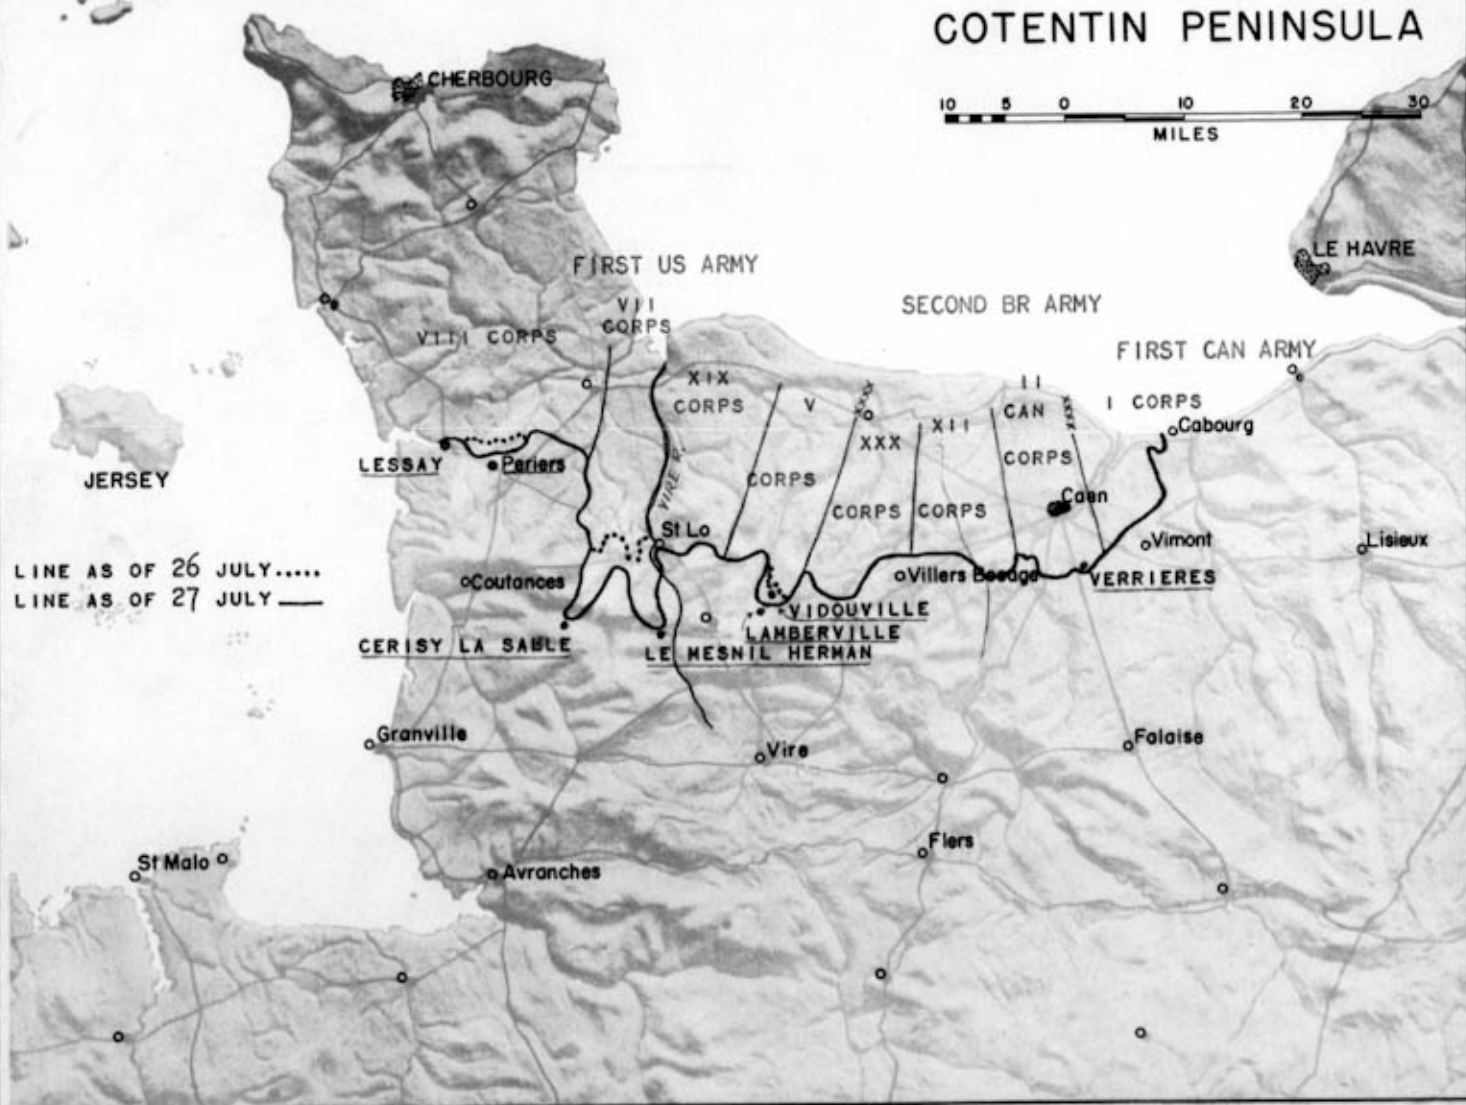 COTENTIN PENINSULA
10 5 0 10 20 30
MILES
CHERBOURG
LE HAVRE
FIRST US ARMY
SECOND BR ARMY
FIRST CAN ARMY
VIII CORPS
VII
CORPS
XIX
CORPS
V
CORPS
XXXX
XXX
CORPS
XII
CORPS
II
CAN
CORPS
XXXX
I CORPS
Cabourg
LESSAY
Periers
VIRE R.
JERSEY
St Lo
Caen
Vimont
Lisieux
LINE AS OF 26 JULY.....
LINE AS OF 27 JULY
Coutances
Villers Bocage
VERRIERES
VIDOUVILLE
LAMBERVILLE
CERISY LA SALLE
LE MESNIL HERMAN
Granville
Vire
Falaise
St Malo
Avranches
Flers